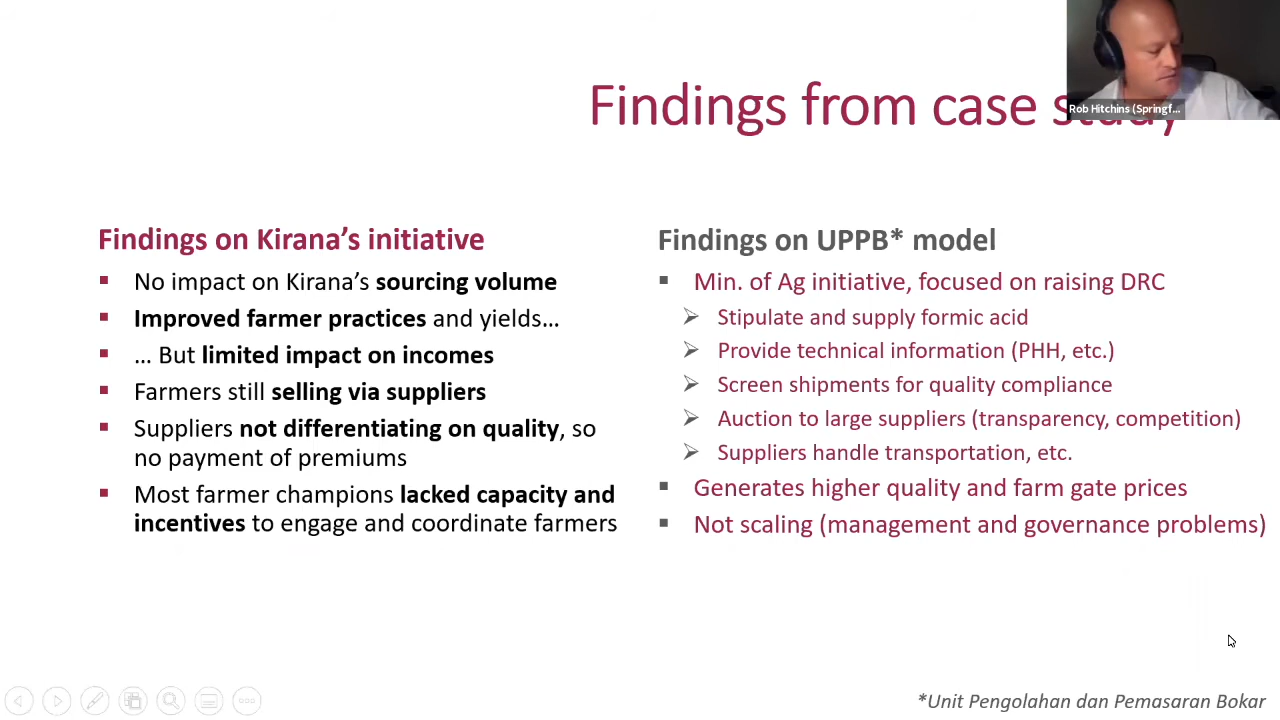 Findings from case study
Rob Hitchins (Springf...
Findings on Kirana's initiative
No impact on Kirana's sourcing volume
Improved farmer practices and yields…
… But limited impact on incomes
Farmers still selling via suppliers
Suppliers not differentiating on quality, so
no payment of premiums
Most farmer champions lacked capacity and
incentives to engage and coordinate farmers
Findings on UPPB* model
Min. of Ag initiative, focused on raising DRC
Stipulate and supply formic acid
Provide technical information (PHH, etc.)
Screen shipments for quality compliance
Auction to large suppliers (transparency, competition)
Suppliers handle transportation, etc.
Generates higher quality and farm gate prices
Not scaling (management and governance problems)
*Unit Pengolahan dan Pemasaran Bokar